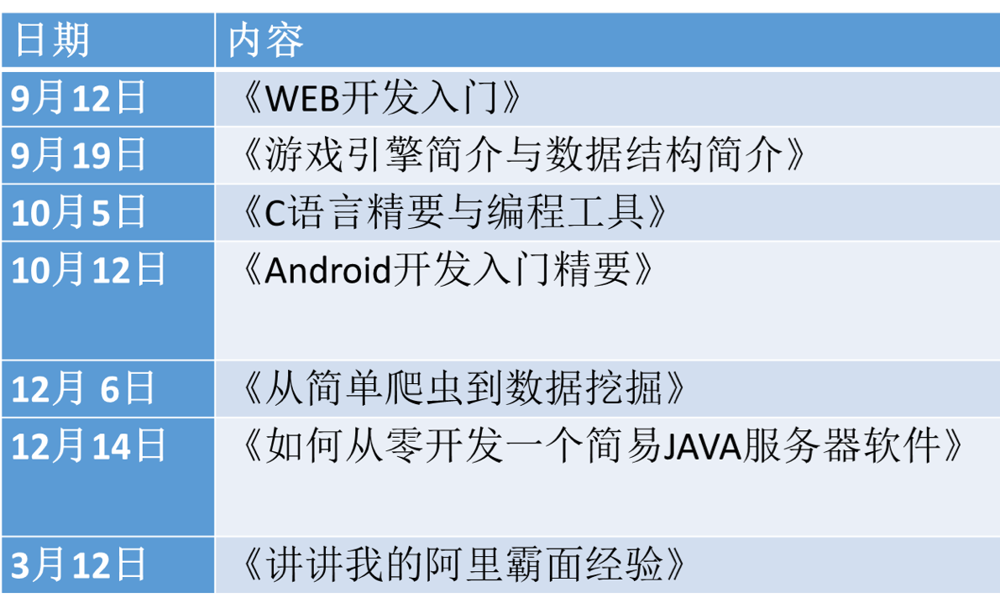 日期 内容
9月12日 《WEB开发入门》
9月19日 《游戏引擎简介与数据结构简介》
10月5日 《C语言精要与编程工具》
10月12日 《Android开发入门精要》
12月 6日 《从简单爬虫到数据挖掘》
12月14日 《如何从零开发一个简易JAVA服务器软件》
3月12日 《讲讲我的阿里霸面经验》